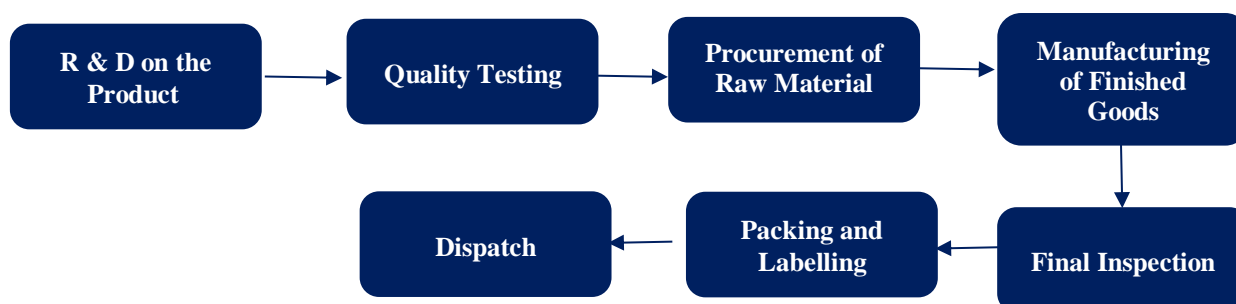 R & D on the
Product
Quality Testing
Procurement of
Raw Material
Manufacturing
of Finished
Goods
Final Inspection
Packing and
Labelling
Dispatch